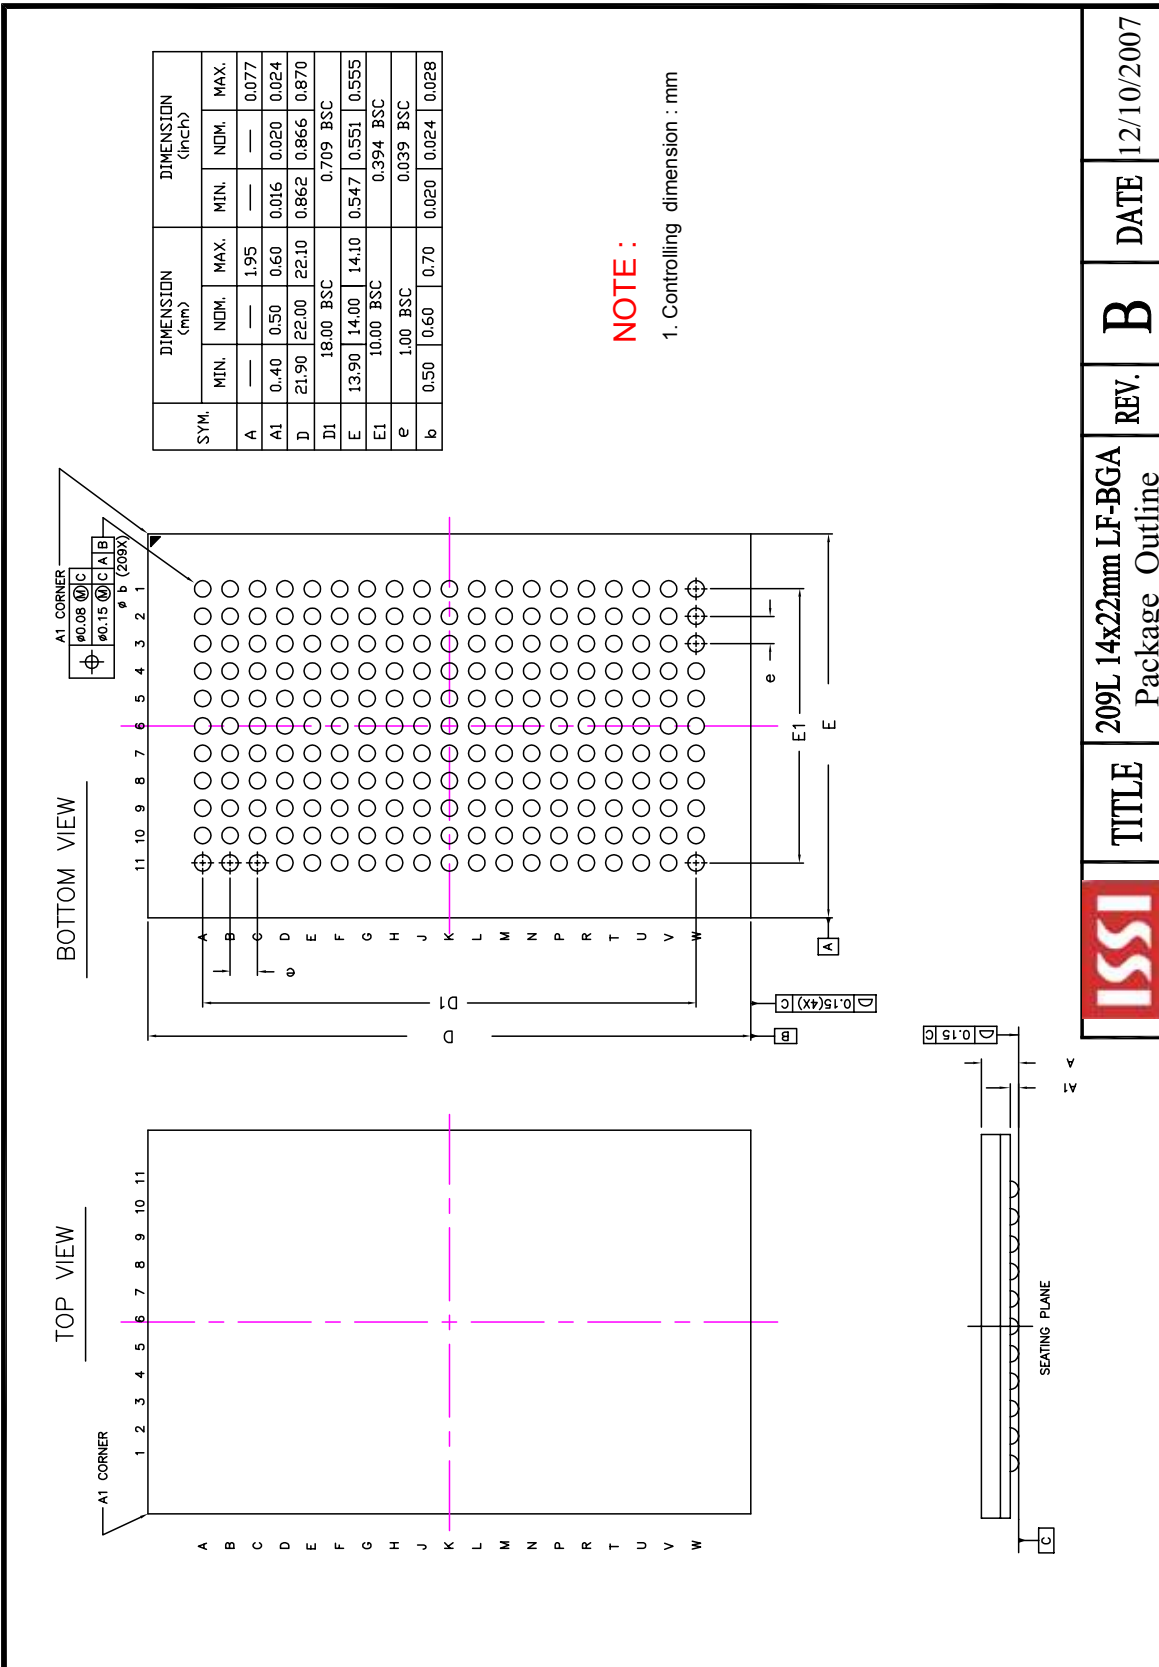 TOP VIEW
A1 CORNER
1 2 3 4 5 6 7 8 9 10 11
A
B
C
D
E
F
G
H
J
K
L
M
N
P
R
T
U
V
W
BOTTOM VIEW
A1 CORNER
ø0.08 Ⓜ C
ø0.15 Ⓜ C A B
ø b (209X)
11 10 9 8 7 6 5 4 3 2 1
A
B
C
D
E
F
G
H
J
K
L
M
N
P
R
T
U
V
W
e
D1
D
e
E1
E
A
B
0.15(4X) C
SYM. DIMENSION (mm) DIMENSION (inch)
MIN. NOM. MAX. MIN. NOM. MAX.
A — — 1.95 — — 0.077
A1 0.40 0.50 0.60 0.016 0.020 0.024
D 21.90 22.00 22.10 0.862 0.866 0.870
D1 18.00 BSC 0.709 BSC
E 13.90 14.00 14.10 0.547 0.551 0.555
E1 10.00 BSC 0.394 BSC
e 1.00 BSC 0.039 BSC
b 0.50 0.60 0.70 0.020 0.024 0.028
NOTE :
1. Controlling dimension : mm
0.15 C
A
A1
SEATING PLANE
C
ISSI
TITLE
209L 14x22mm LF-BGA
Package Outline
REV.
B
DATE
12/10/2007